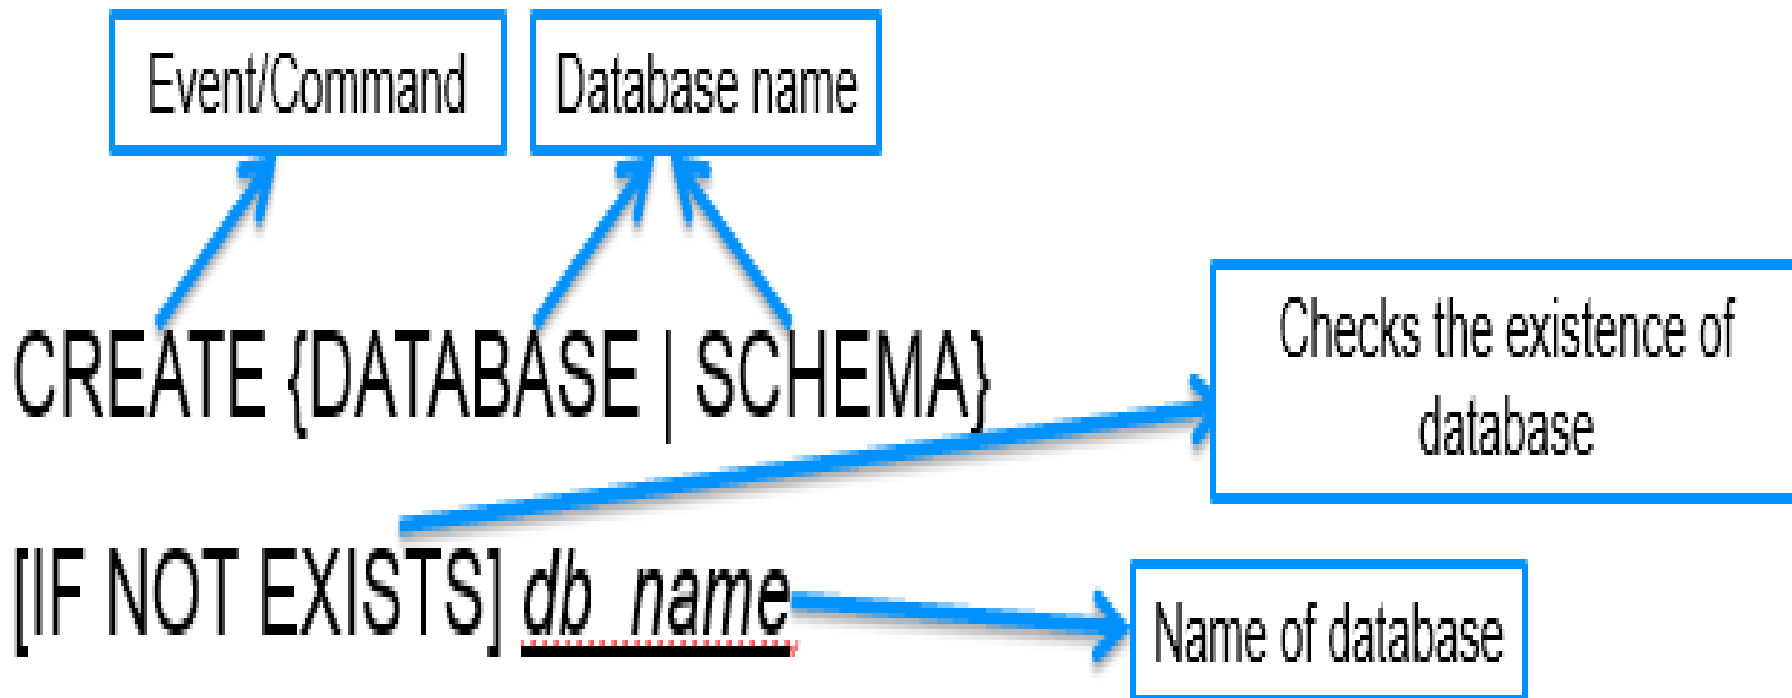 Event/Command
Database name
CREATE {DATABASE | SCHEMA}
Checks the existence of
database
[IF NOT EXISTS] db_name
Name of database